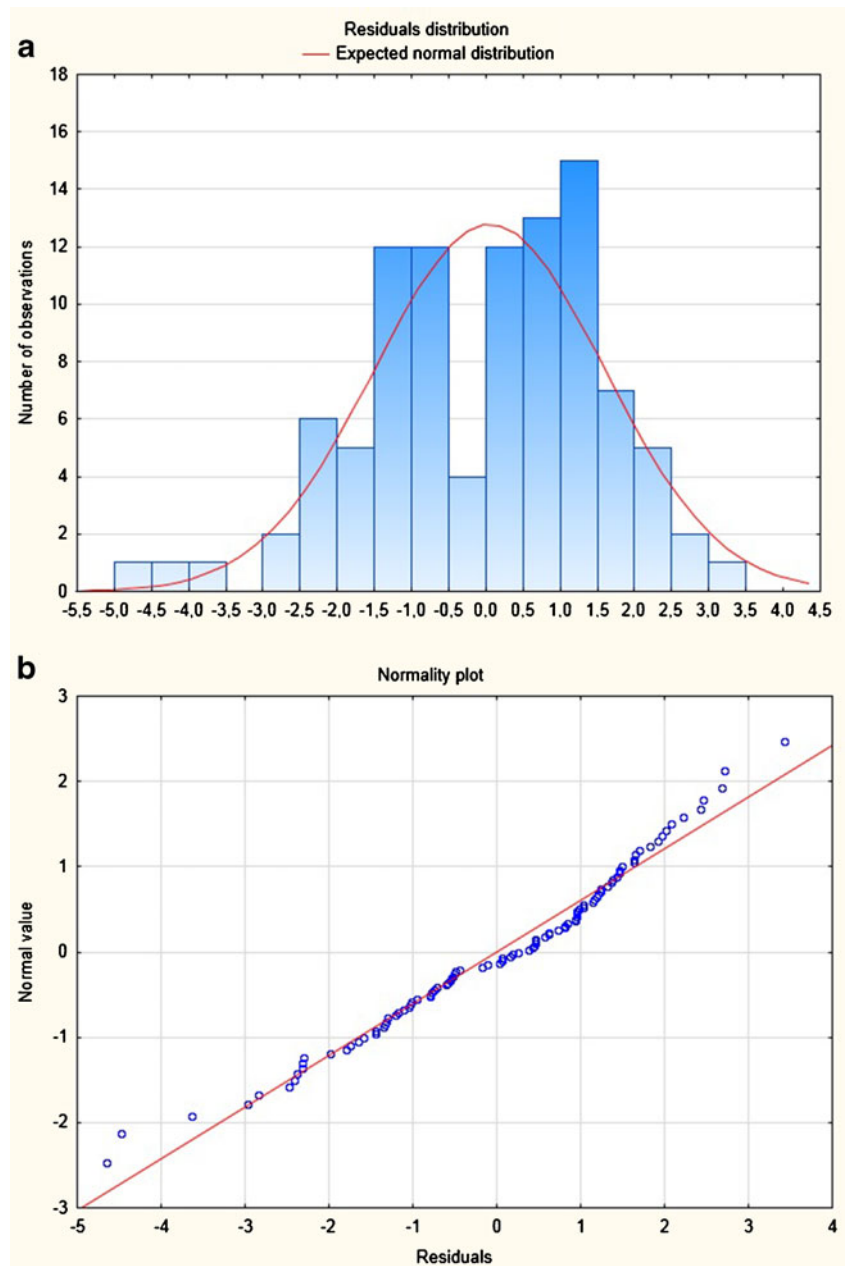 a
Residuals distribution
Expected normal distribution
Number of observations
18
16
14
12
10
8
6
4
2
0
-5,5 -5,0 -4,5 -4,0 -3,5 -3,0 -2,5 -2,0 -1,5 -1,0 -0,5 0,0 0,5 1,0 1,5 2,0 2,5 3,0 3,5 4,0 4,5
b
Normality plot
Normal value
3
2
1
0
-1
-2
-3
-5 -4 -3 -2 -1 0 1 2 3 4
Residuals